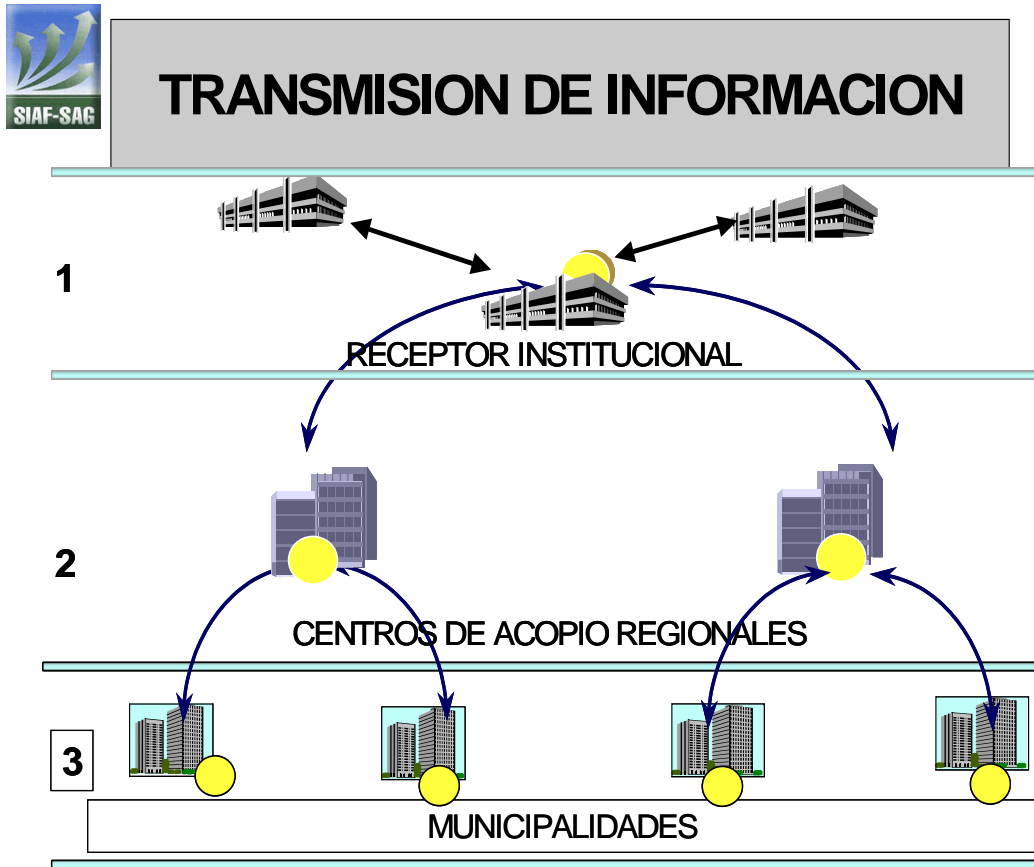 SIAF-SAG
TRANSMISION DE INFORMACION
1
RECEPTOR INSTITUCIONAL
2
CENTROS DE ACOPIO REGIONALES
3
MUNICIPALIDADES